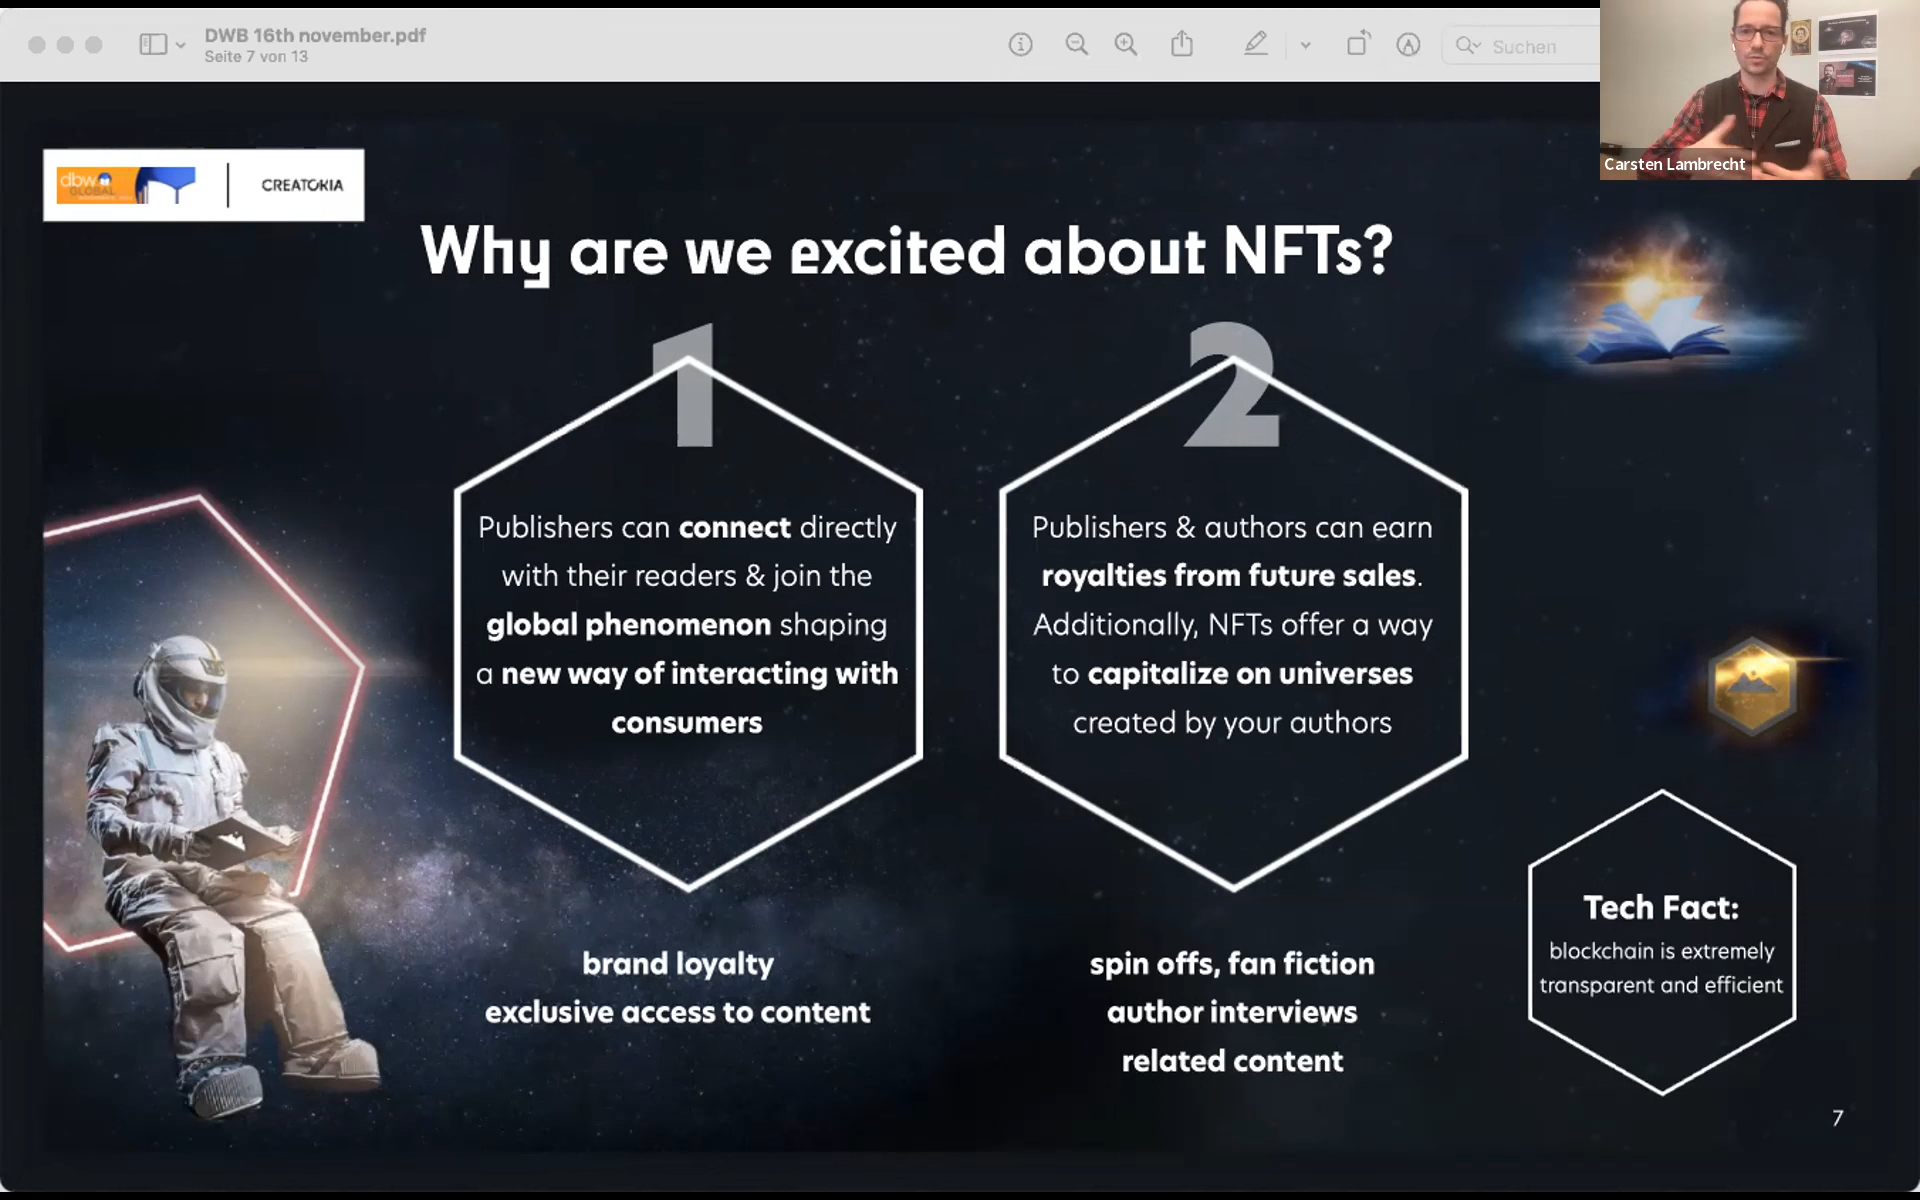 DWB 16th november.pdf
Seite 7 von 13
Suchen
Carsten Lambrecht
dbw
GLOBAL
CREATOKIA
Why are we excited about NFTs?
1
Publishers can connect directly
with their readers & join the
global phenomenon shaping
a new way of interacting with
consumers
brand loyalty
exclusive access to content
2
Publishers & authors can earn
royalties from future sales.
Additionally, NFTs offer a way
to capitalize on universes
created by your authors
spin offs, fan fiction
author interviews
related content
Tech Fact:
blockchain is extremely
transparent and efficient
7